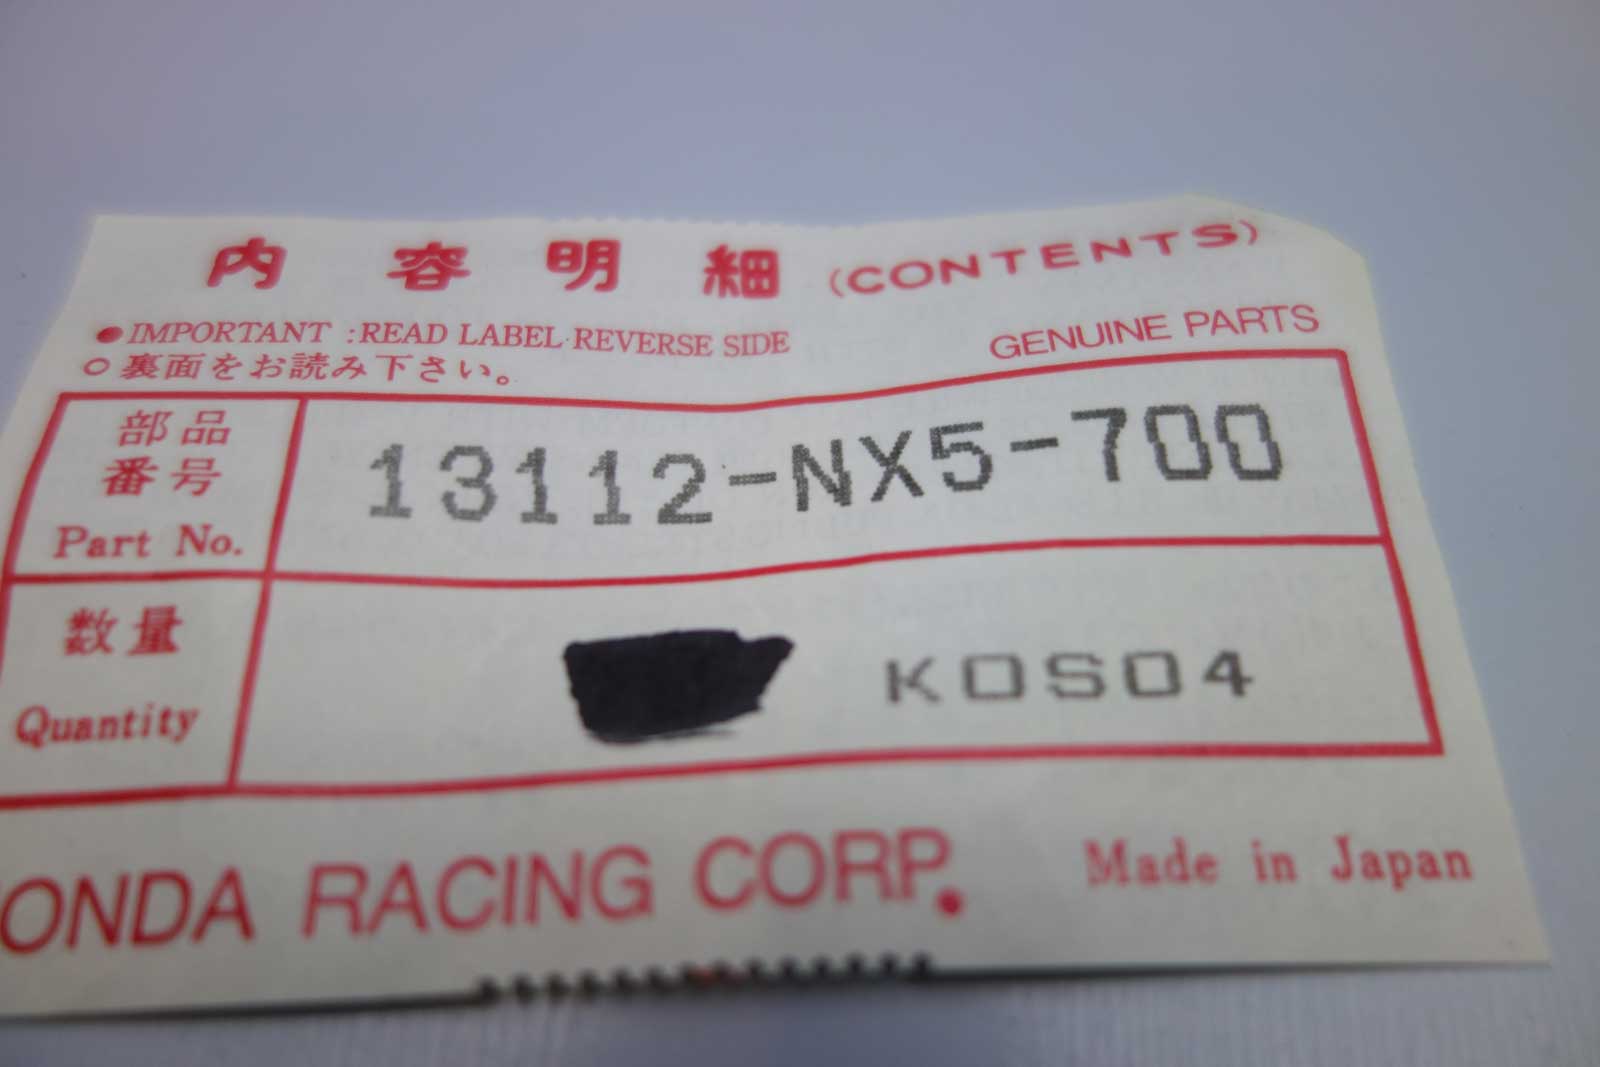 内容明細 (CONTENTS)
●IMPORTANT :READ LABEL REVERSE SIDE
○裏面をお読み下さい。
GENUINE PARTS
部品
番号
Part No.
13112-NX5-700
数量
Quantity
K0S04
ONDA RACING CORP.
Made in Japan